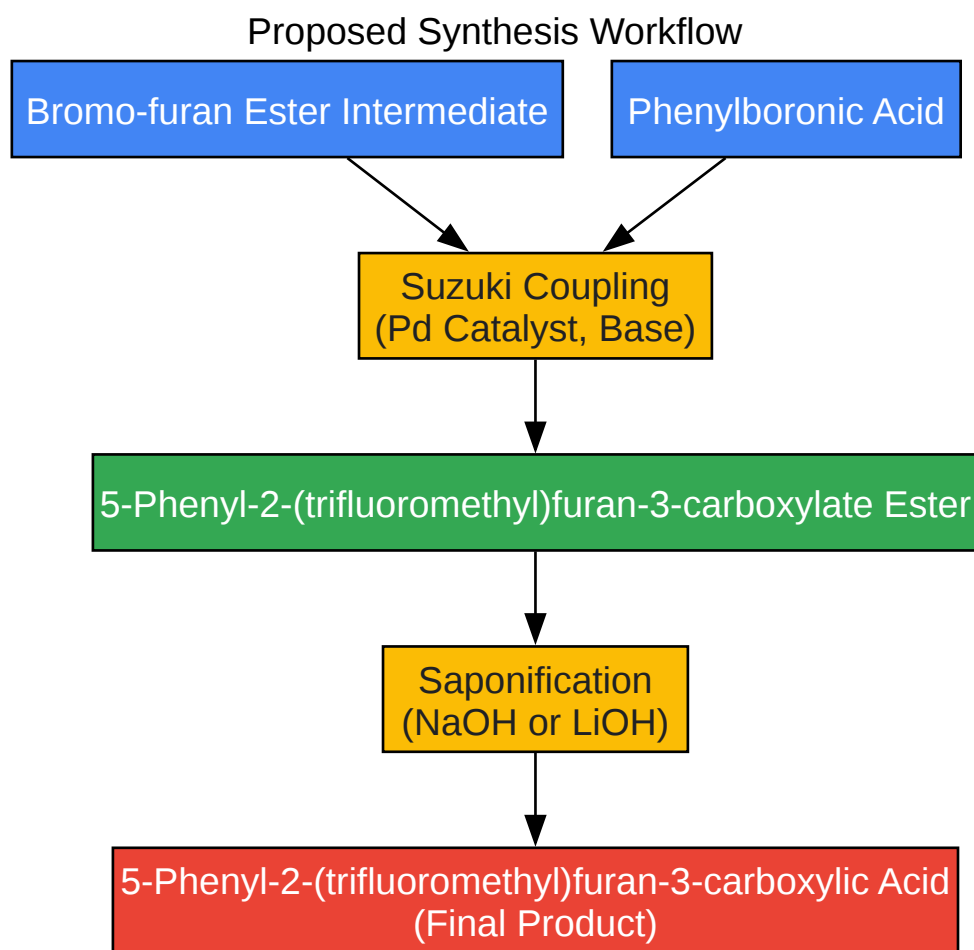 Proposed Synthesis Workflow
Bromo-furan Ester Intermediate
Phenylboronic Acid
Suzuki Coupling
(Pd Catalyst, Base)
5-Phenyl-2-(trifluoromethyl)furan-3-carboxylate Ester
Saponification
(NaOH or LiOH)
5-Phenyl-2-(trifluoromethyl)furan-3-carboxylic Acid
(Final Product)